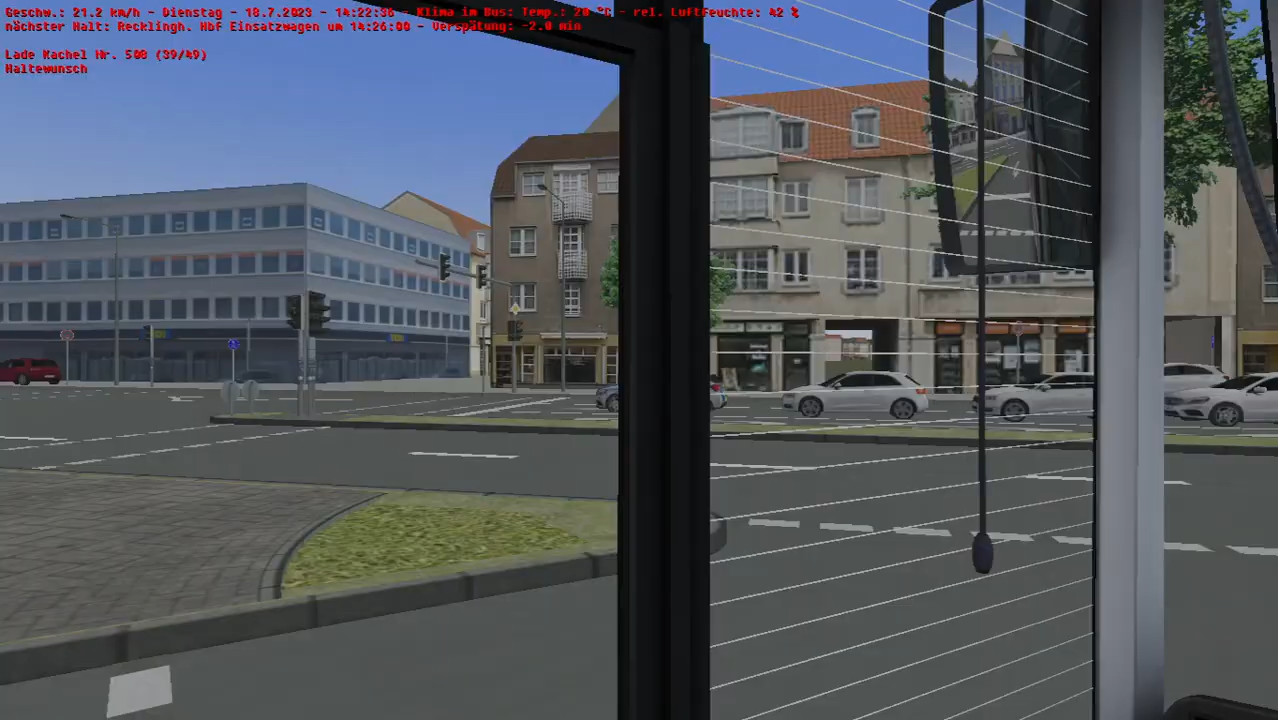 Geschw.: 21.2 km/h - Dienstag - 18.7.2023 - 14:22:36 - Klima im Bus: Temp.: 20 °C - rel. Luftfeuchte: 42 %
nächster Halt: Recklingh. Hbf Einsatzwagen um 14:26:00 - Verspätung: -2.0 min
Lade Kachel Nr. 508 (39/49)
Haltewunsch